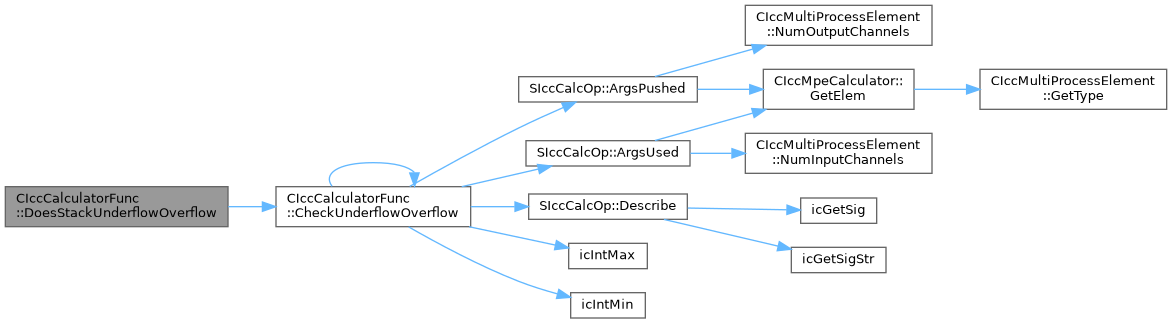 CIccCalculatorFunc
::DoesStackUnderflowOverflow
CIccCalculatorFunc
::CheckUnderflowOverflow
SIccCalcOp::ArgsPushed
SIccCalcOp::ArgsUsed
SIccCalcOp::Describe
icIntMax
icIntMin
CIccMultiProcessElement
::NumOutputChannels
CIccMpeCalculator::
GetElem
CIccMultiProcessElement
::NumInputChannels
icGetSig
icGetSigStr
CIccMultiProcessElement
::GetType